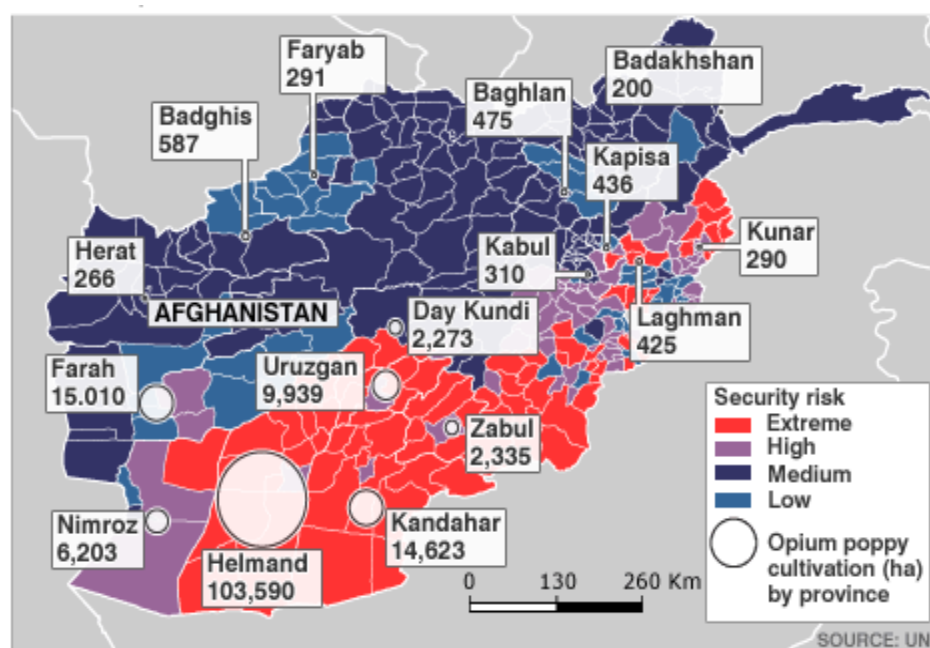 Faryab
291
Badakhshan
200
Baghlan
475
Badghis
587
Kapisa
436
Herat
266
Kabul
310
Kunar
290
AFGHANISTAN
Day Kundi
2,273
Laghman
425
Farah
15.010
Uruzgan
9,939
Zabul
2,335
Nimroz
6,203
Helmand
103,590
Kandahar
14,623
Security risk
Extreme
High
Medium
Low
Opium poppy
cultivation (ha)
by province
0 130 260 Km
SOURCE: UN